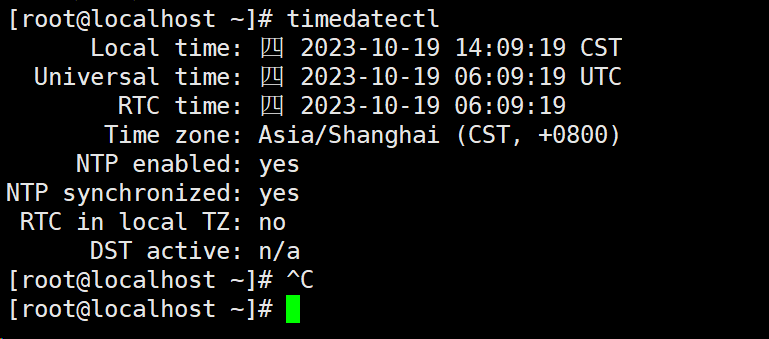 [root@localhost ~]# timedatectl
Local time: 四 2023-10-19 14:09:19 CST
Universal time: 四 2023-10-19 06:09:19 UTC
RTC time: 四 2023-10-19 06:09:19
Time zone: Asia/Shanghai (CST, +0800)
NTP enabled: yes
NTP synchronized: yes
RTC in local TZ: no
DST active: n/a
[root@localhost ~]# ^C
[root@localhost ~]#